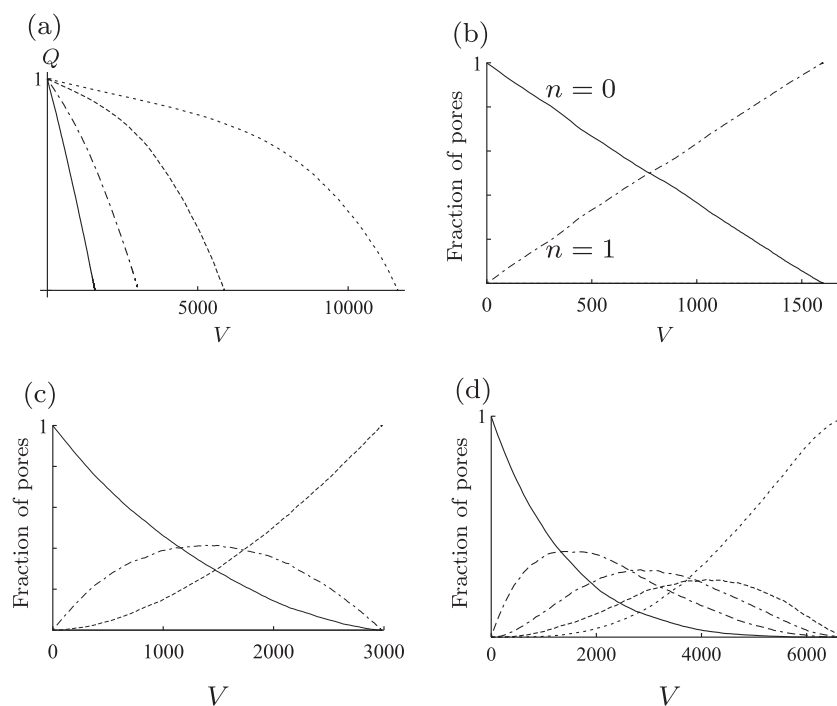 (a)
Q
1
5000
10000
V
(b)
1
Fraction of pores
n = 0
n = 1
0
500
1000
1500
V
(c)
1
Fraction of pores
0
1000
2000
3000
V
(d)
1
Fraction of pores
0
2000
4000
6000
V